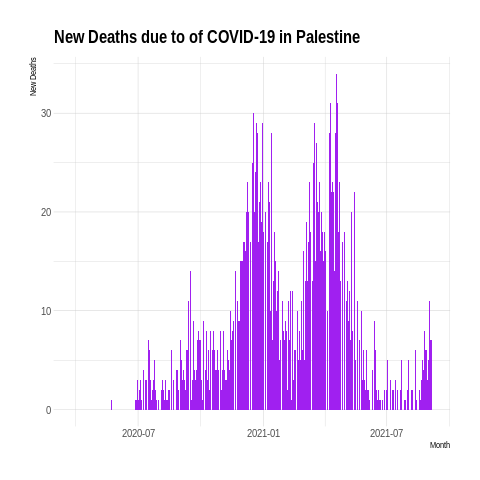 New Deaths due to of COVID-19 in Palestine
New Deaths
30
20
10
0
2020-07 2021-01 2021-07
Month